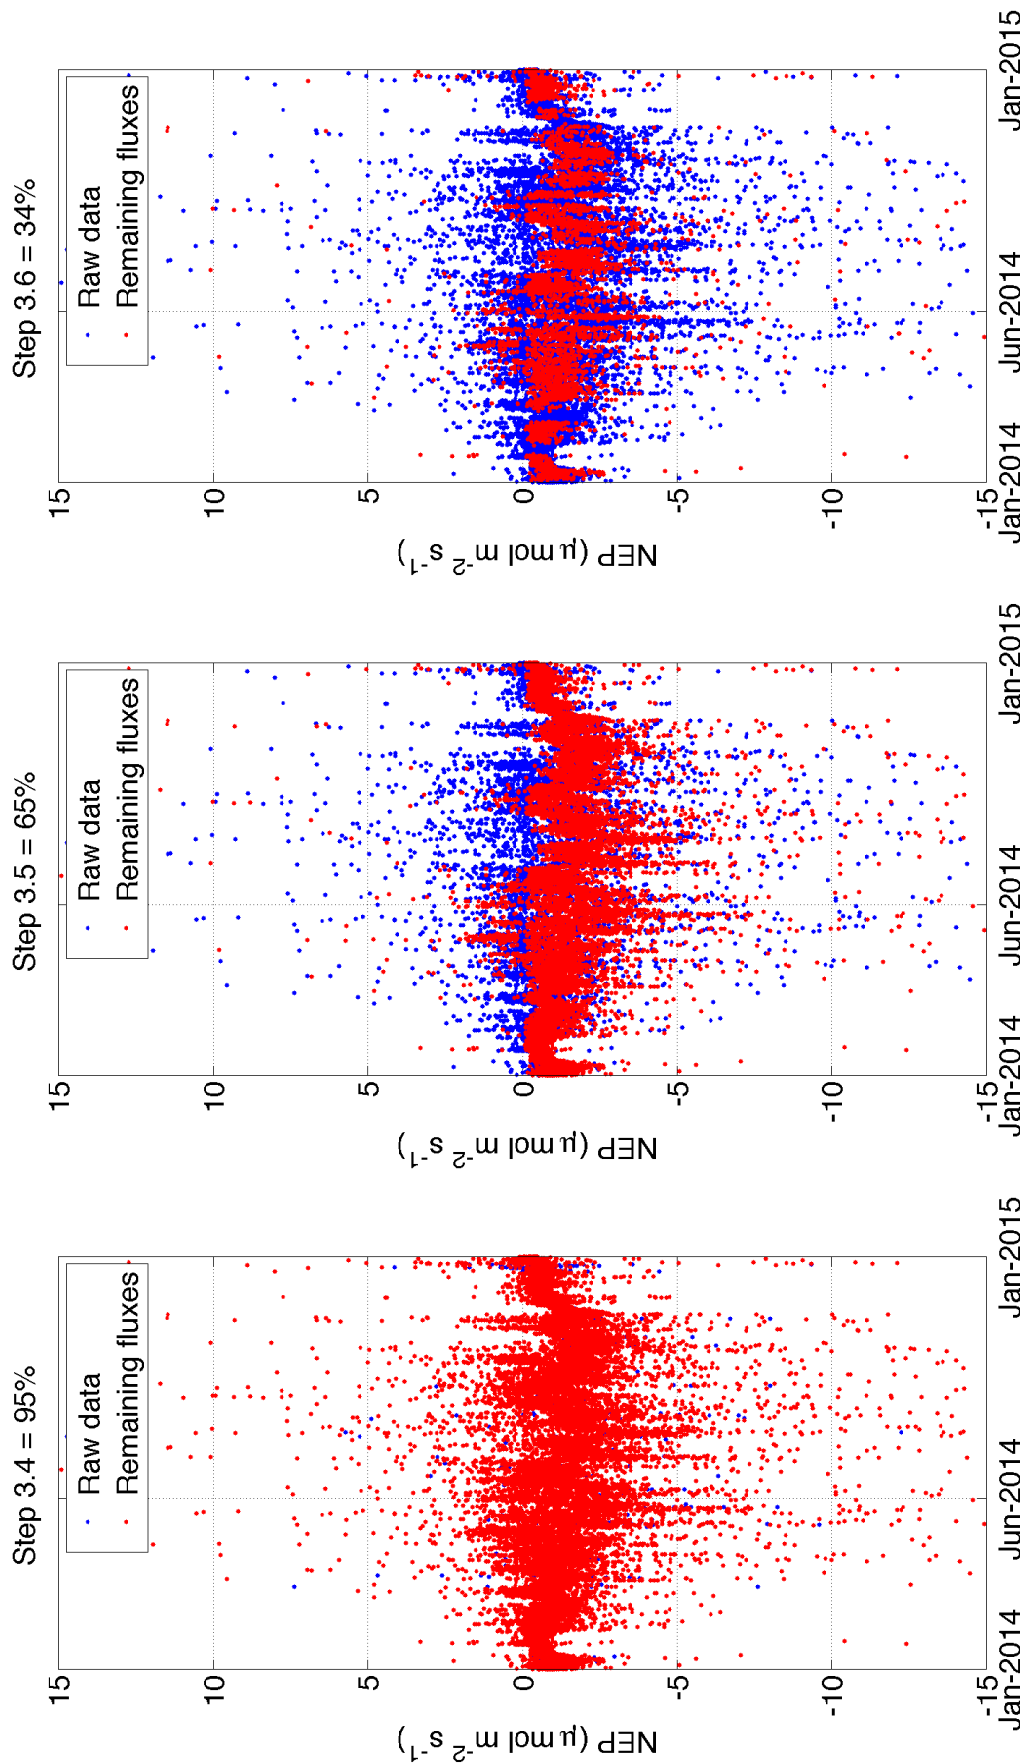 Step 3.4 = 95%
Raw data
Remaining fluxes
15
10
5
0
-5
-10
-15
NEP (μ mol m⁻² s⁻¹)
Jan-2014
Jun-2014
Jan-2015
Step 3.5 = 65%
Raw data
Remaining fluxes
15
10
5
0
-5
-10
-15
NEP (μ mol m⁻² s⁻¹)
Jan-2014
Jun-2014
Jan-2015
Step 3.6 = 34%
Raw data
Remaining fluxes
15
10
5
0
-5
-10
-15
NEP (μ mol m⁻² s⁻¹)
Jan-2014
Jun-2014
Jan-2015